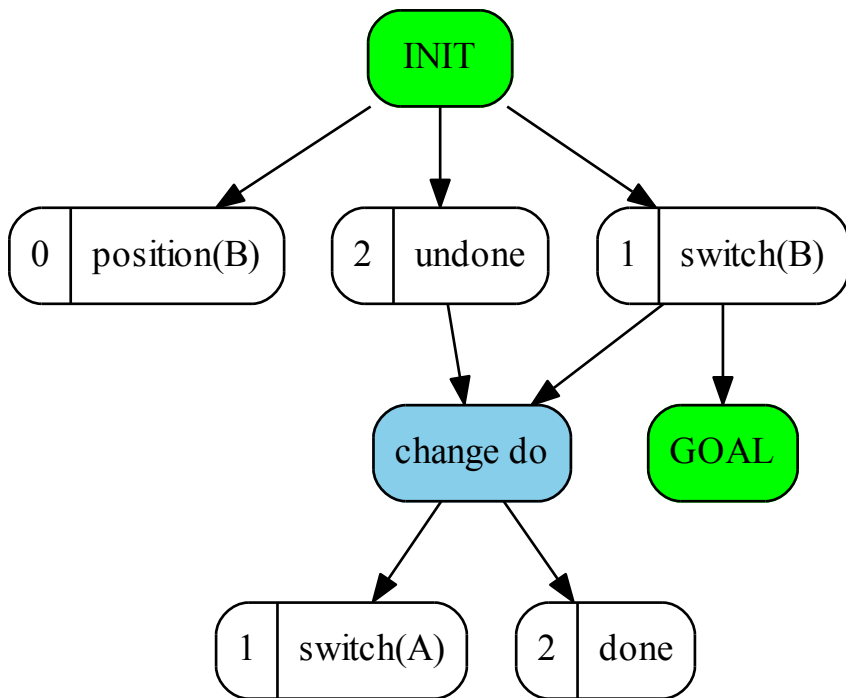 INIT
0 position(B)
2 undone
1 switch(B)
change do
GOAL
1 switch(A)
2 done